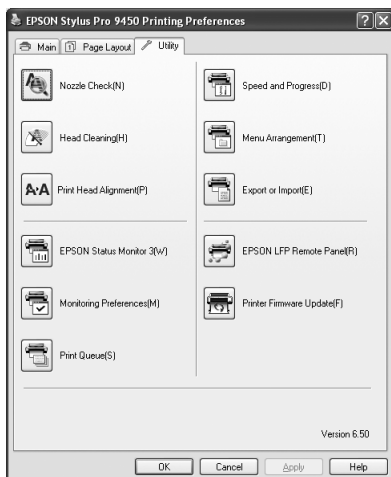 EPSON Stylus Pro 9450 Printing Preferences
Main
Page Layout
Utility
Nozzle Check(N)
Speed and Progress(D)
Head Cleaning(H)
Menu Arrangement(T)
A·A
Print Head Alignment(P)
Export or Import(E)
EPSON Status Monitor 3(W)
EPSON LFP Remote Panel(R)
Monitoring Preferences(M)
Printer Firmware Update(F)
Print Queue(S)
Version 6.50
OK
Cancel
Apply
Help